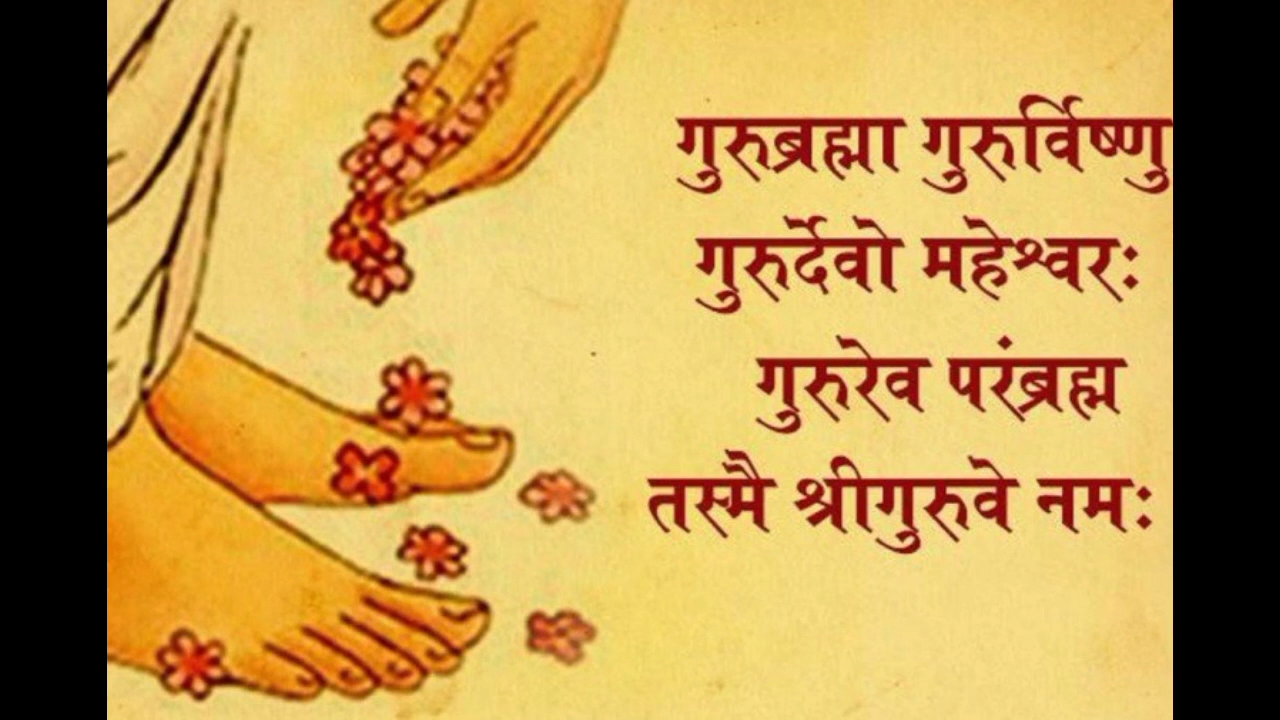 गुरुब्रह्मा गुरुर्विष्णु
गुरुर्देवो महेश्वरः
गुरुरेव परंब्रह्म
तस्मै श्रीगुरुवे नमः